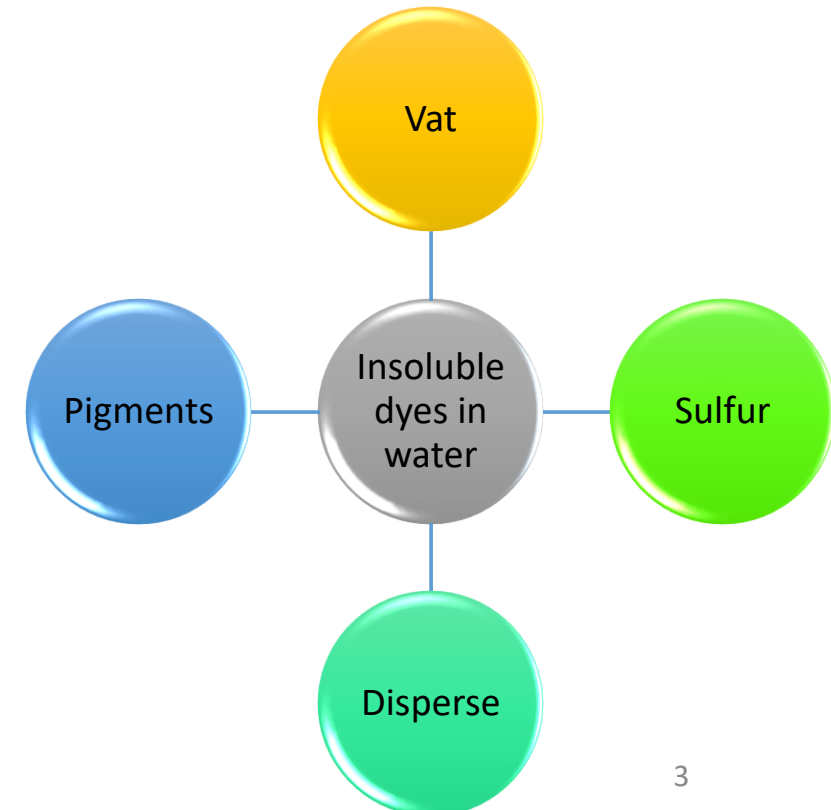 Vat
Pigments
Insoluble
dyes in
water
Sulfur
Disperse
3